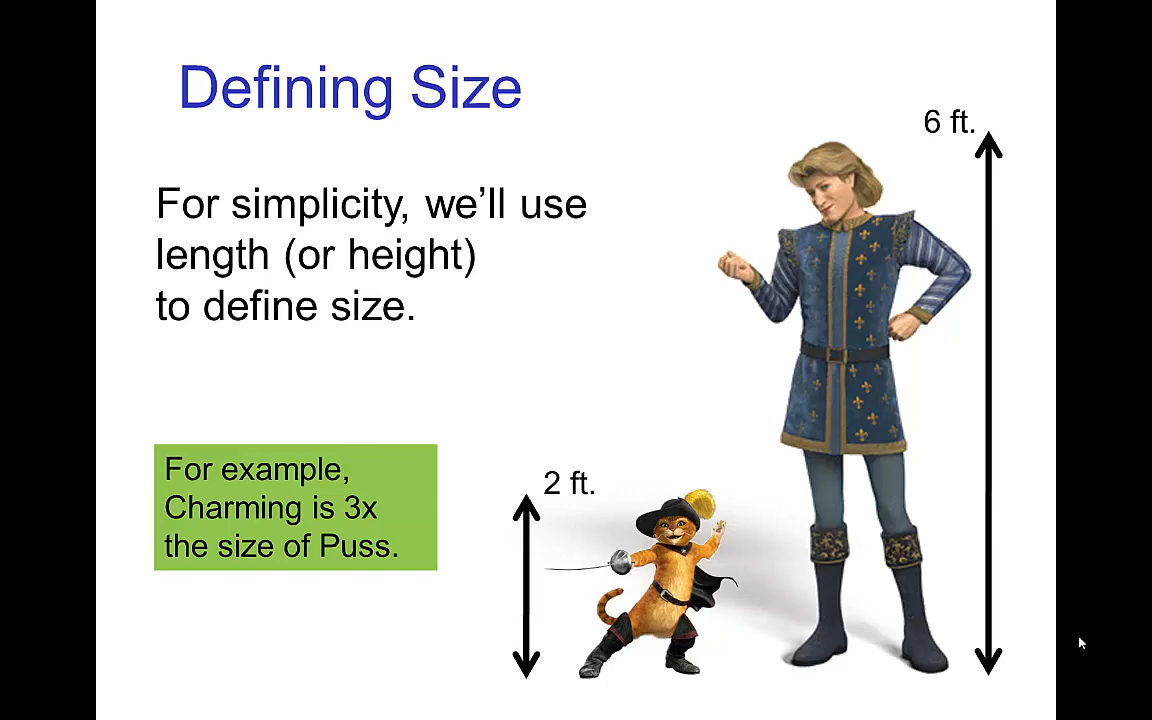 Defining Size
6 ft.
For simplicity, we’ll use
length (or height)
to define size.
For example,
Charming is 3x
the size of Puss.
2 ft.